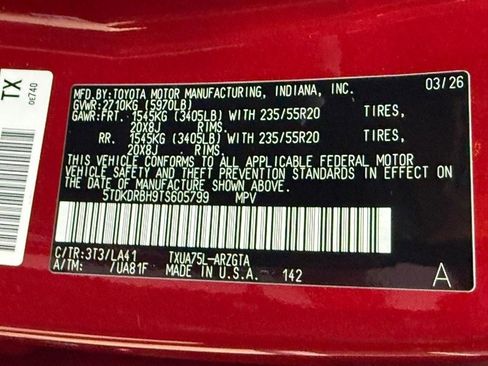 TX
0E740
MFD.BY:TOYOTA MOTOR MANUFACTURING, INDIANA, INC. 03/26
GVWR:2710KG (5970LB)
GAWR:FRT. 1545KG (3405LB) WITH 235/55R20 TIRES,
20X8J RIMS.
RR. 1545KG (3405LB) WITH 235/55R20 TIRES,
20X8J RIMS.
THIS VEHICLE CONFORMS TO ALL APPLICABLE FEDERAL MOTOR
VEHICLE SAFETY AND THEFT PREVENTION STANDARDS IN EFFECT ON
THE DATE OF MANUFACTURE SHOWN ABOVE.
5TDKDRBH9TS605799 MPV
C/TR:3T3/LA41 TXUA75L-ARZGTA
A/TM: /UA81F MADE IN U.S.A. 142 A